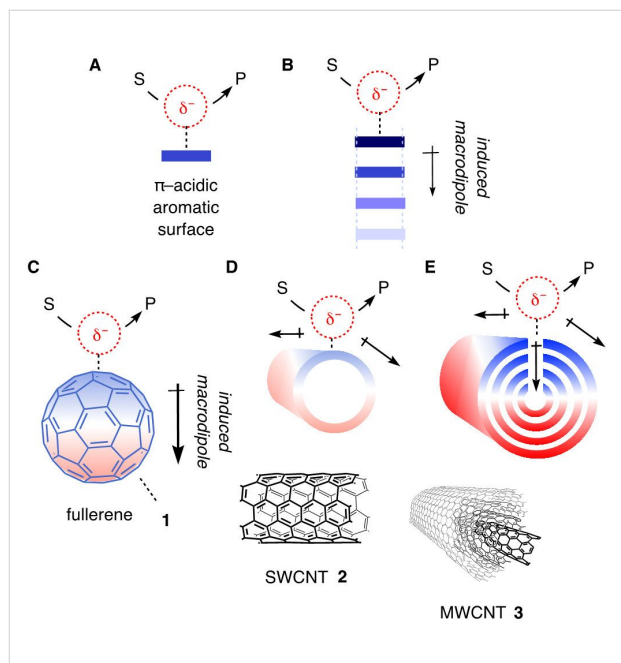 A
B
S
P
δ⁻
S
P
δ⁻
π–acidic
aromatic
surface
induced
macrodipole
C
D
E
S
P
δ⁻
S
P
δ⁻
S
P
δ⁻
induced
macrodipole
fullerene 1
SWCNT 2
MWCNT 3